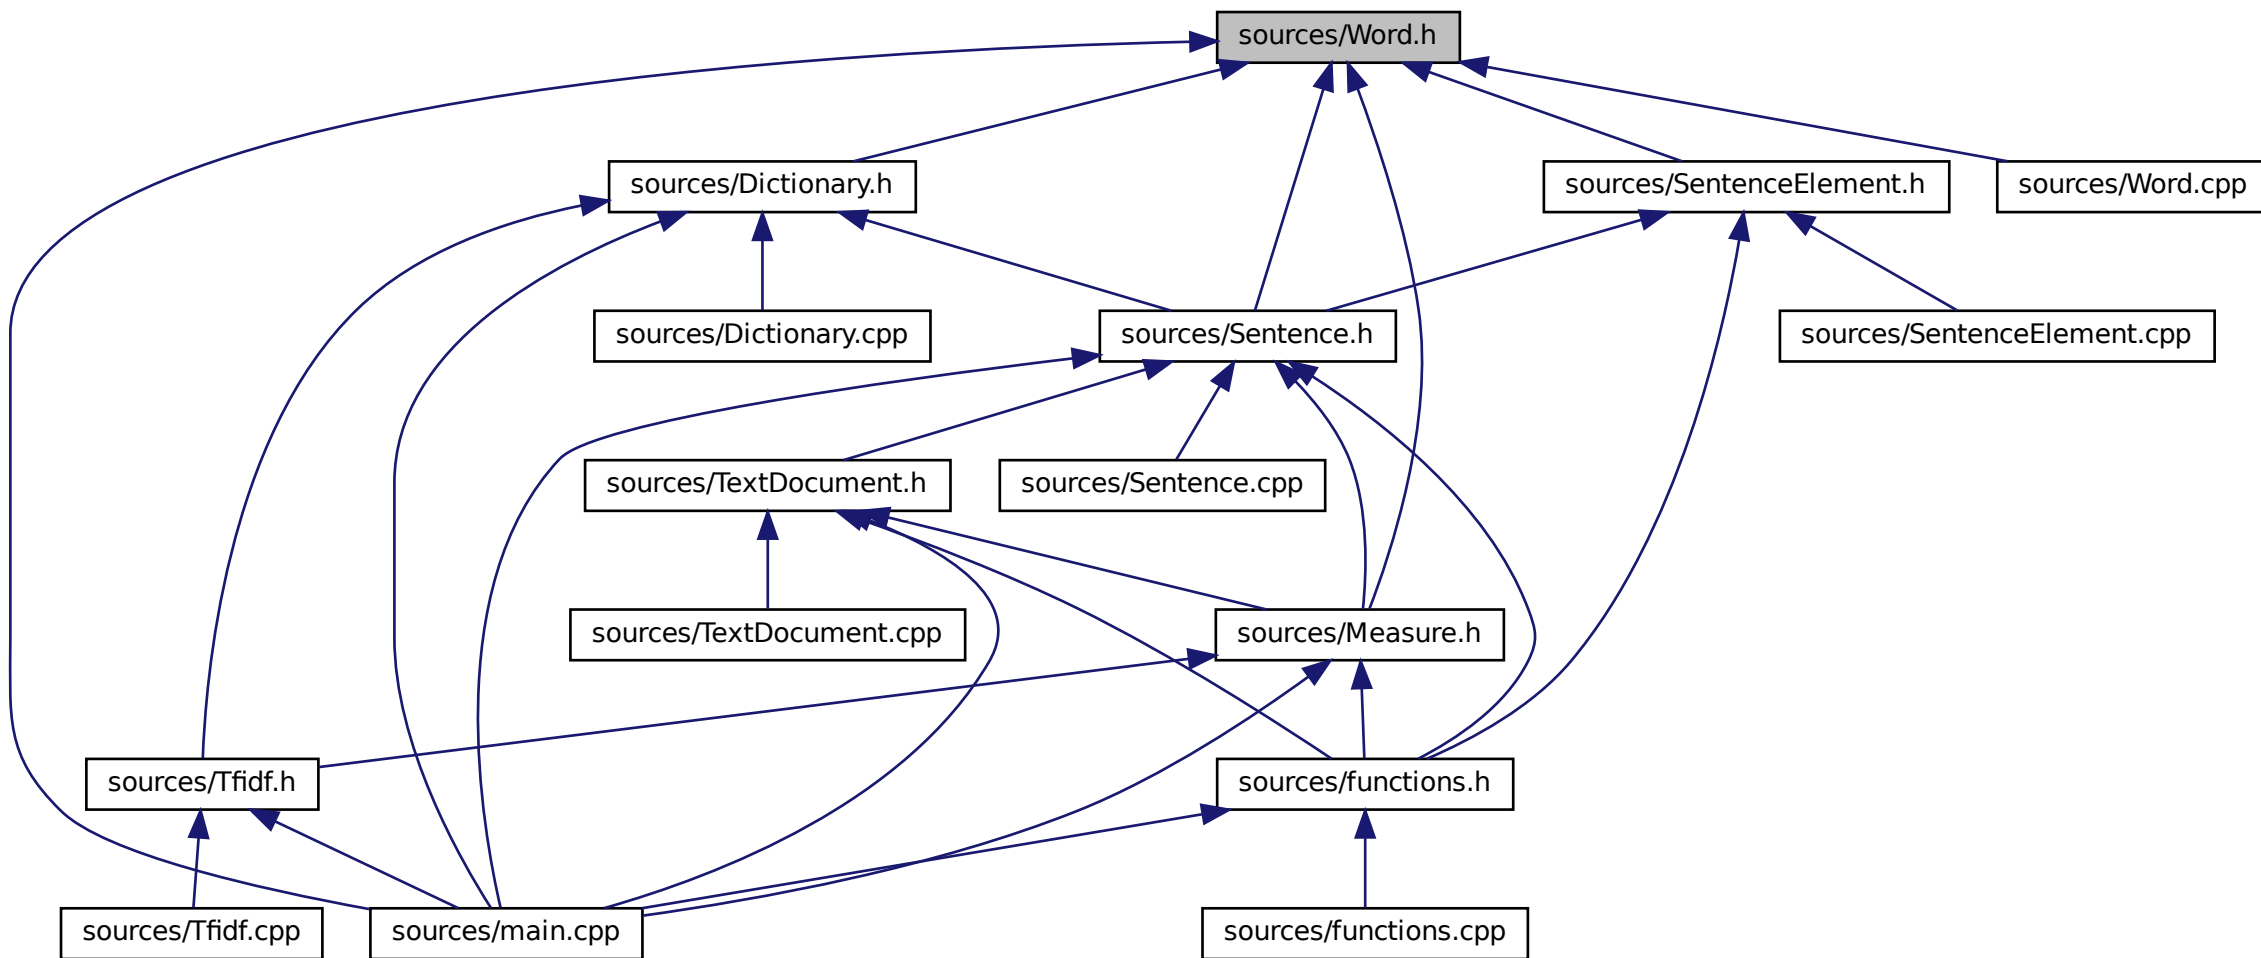 sources/Word.h
sources/Dictionary.h
sources/SentenceElement.h
sources/Word.cpp
sources/Dictionary.cpp
sources/Sentence.h
sources/SentenceElement.cpp
sources/TextDocument.h
sources/Sentence.cpp
sources/TextDocument.cpp
sources/Measure.h
sources/Tfidf.h
sources/functions.h
sources/Tfidf.cpp
sources/main.cpp
sources/functions.cpp